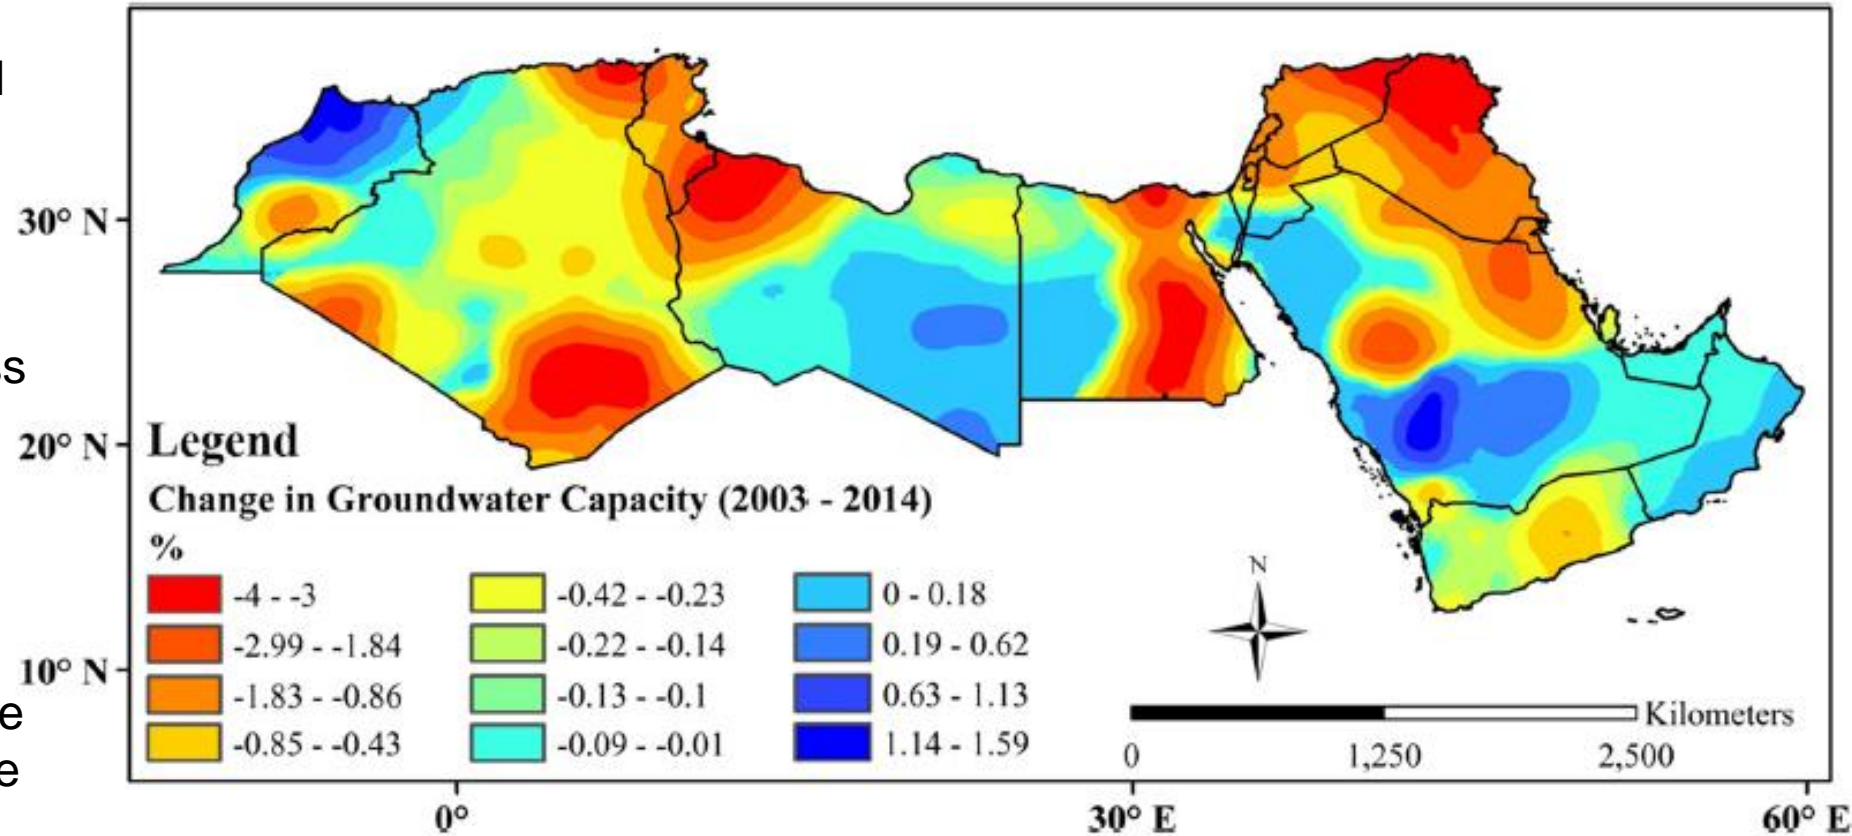 ss
e
e
30° N
20° N
10° N
Legend
Change in Groundwater Capacity (2003 - 2014)
%
-4 - -3
-2.99 - -1.84
-1.83 - -0.86
-0.85 - -0.43
-0.42 - -0.23
-0.22 - -0.14
-0.13 - -0.1
-0.09 - -0.01
0 - 0.18
0.19 - 0.62
0.63 - 1.13
1.14 - 1.59
N
Kilometers
0 1,250 2,500
0° 30° E 60° E